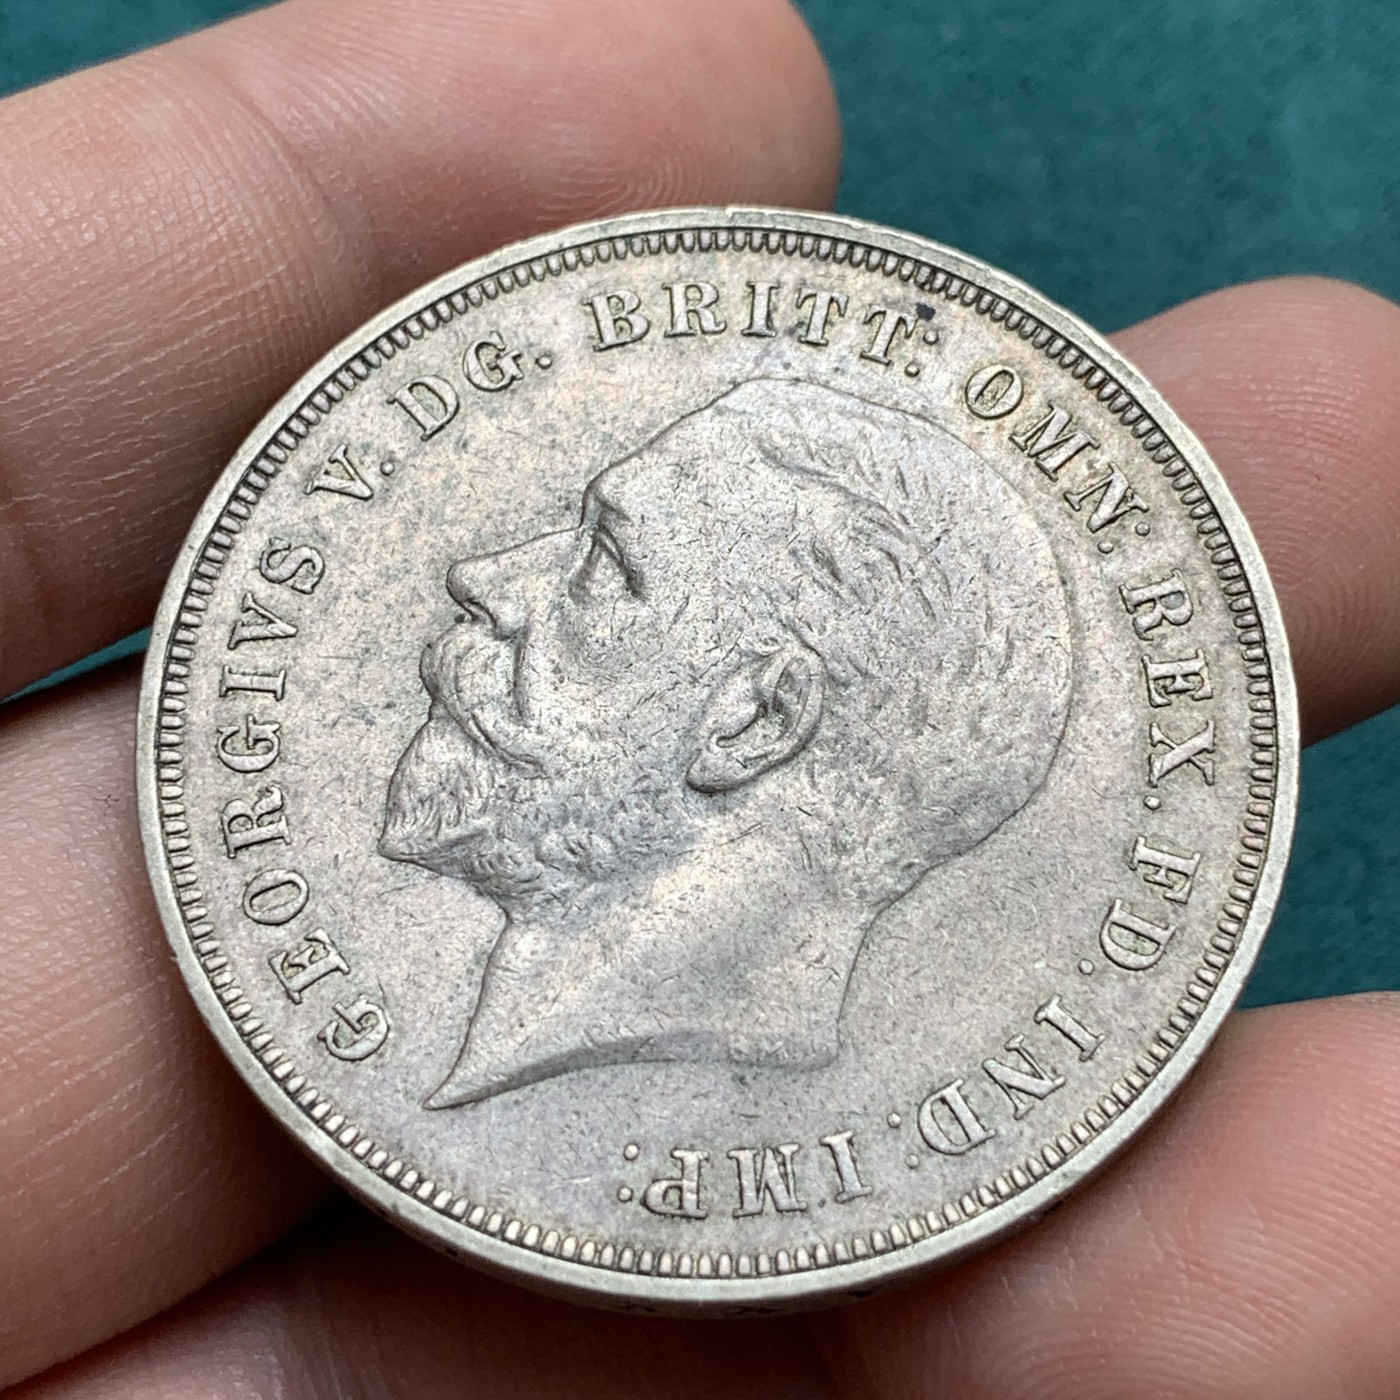 GEORGIVS V. DG. BRITT: OMN: REX. FD. IND: IMP: